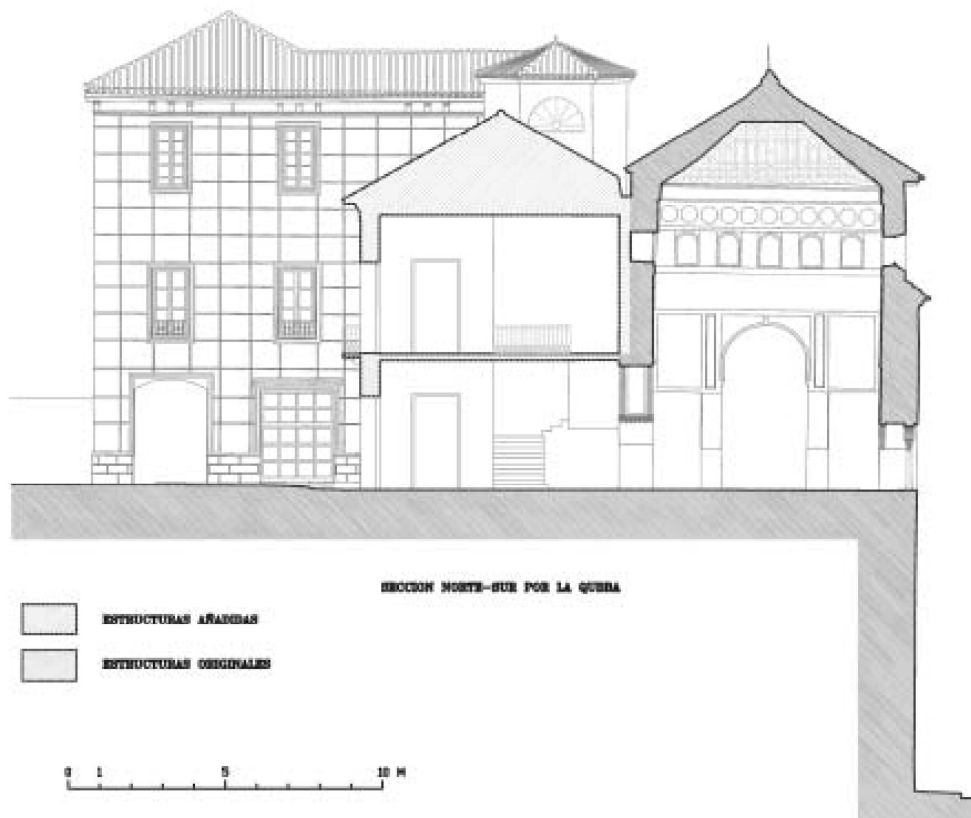 SECCION NORTE-SUR POR LA QUBBA
ESTRUCTURAS AÑADIDAS
ESTRUCTURAS ORIGINALES
0 1 5 10 M